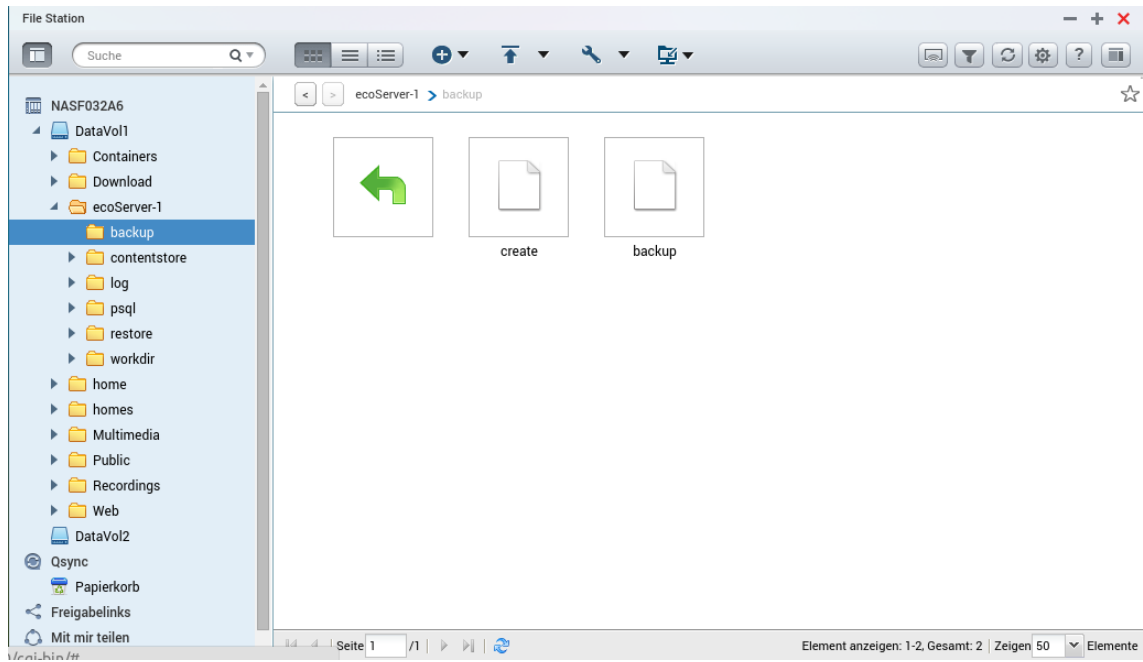 File Station
Suche
?
NASF032A6
DataVol1
Containers
Download
ecoServer-1
backup
contentstore
log
psql
restore
workdir
home
homes
Multimedia
Public
Recordings
Web
DataVol2
Qsync
Papierkorb
Freigabelinks
Mit mir teilen
ecoServer-1 backup
create
backup
Seite 1 /1
Element anzeigen: 1-2, Gesamt: 2 Zeigen 50 Elemente